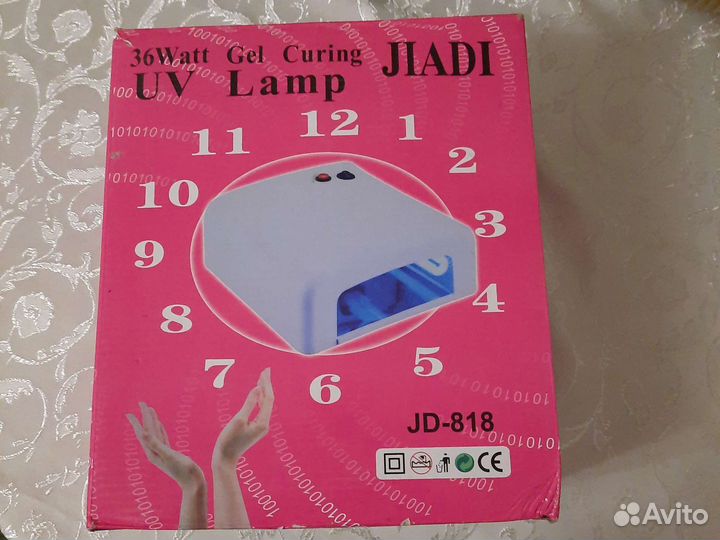 36Watt Gel Curing JIADI
UV Lamp
12
11 1
10 2
9 3
8 4
7 5
6
JD-818
CE
Avito